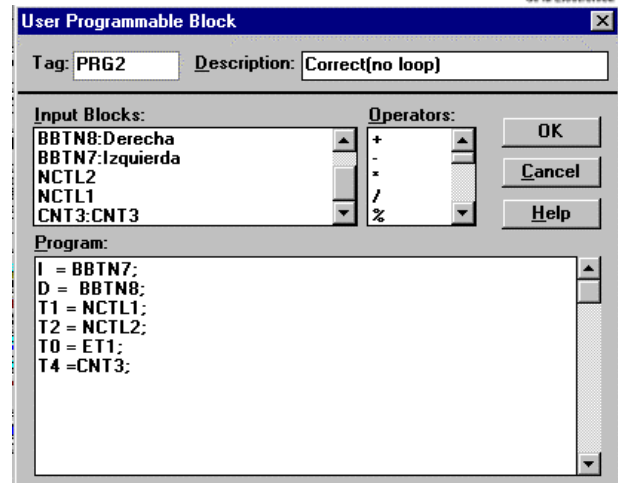 User Programmable Block
Tag: PRG2 Description: Correct(no loop)
Input Blocks: Operators:
BBTN8:Derecha + OK
BBTN7:Izquierda -
NCTL2 * Cancel
NCTL1 /
CNT3:CNT3 % Help
Program:
I = BBTN7;
D = BBTN8;
T1 = NCTL1;
T2 = NCTL2;
T0 = ET1;
T4 =CNT3;